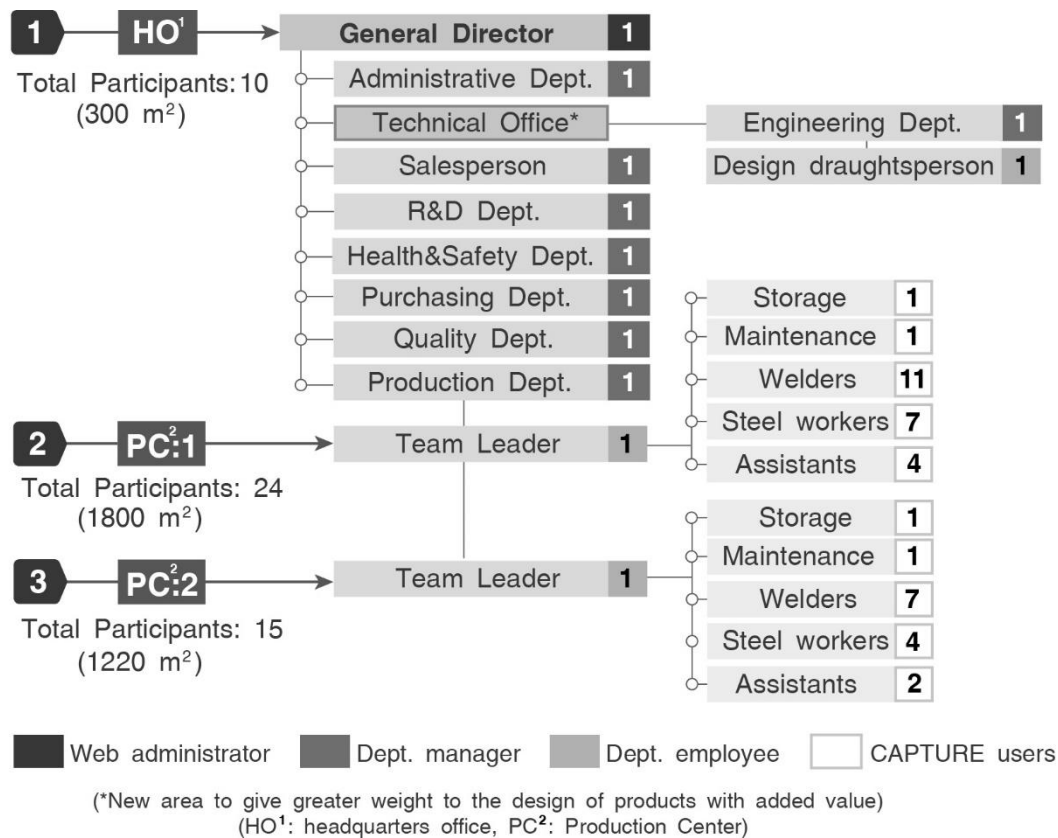 1 HO¹ General Director 1
Total Participants: 10
(300 m²)
Administrative Dept. 1
Technical Office* Engineering Dept. 1
Design draughtsperson 1
Salesperson 1
R&D Dept. 1
Health&Safety Dept. 1
Purchasing Dept. 1
Quality Dept. 1
Production Dept. 1
2 PC²:1 Team Leader 1
Total Participants: 24
(1800 m²)
Storage 1
Maintenance 1
Welders 11
Steel workers 7
Assistants 4
3 PC²:2 Team Leader 1
Total Participants: 15
(1220 m²)
Storage 1
Maintenance 1
Welders 7
Steel workers 4
Assistants 2
Web administrator Dept. manager Dept. employee CAPTURE users
(*New area to give greater weight to the design of products with added value)
(HO¹: headquarters office, PC²: Production Center)